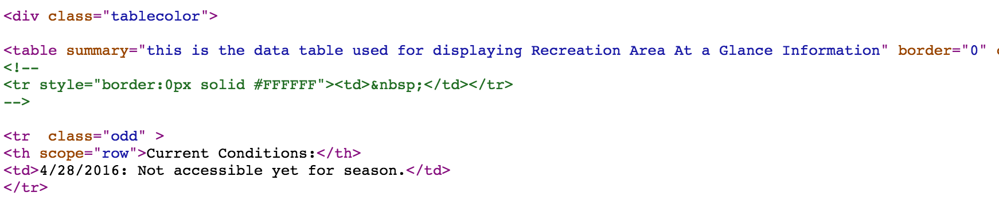 <div class="tablecolor">
<table summary="this is the data table used for displaying Recreation Area At a Glance Information" border="0"
<!--
<tr style="border:0px solid #FFFFFF"><td>&nbsp;</td></tr>
-->
<tr  class="odd" >
<th scope="row">Current Conditions:</th>
<td>4/28/2016: Not accessible yet for season.</td>
</tr>